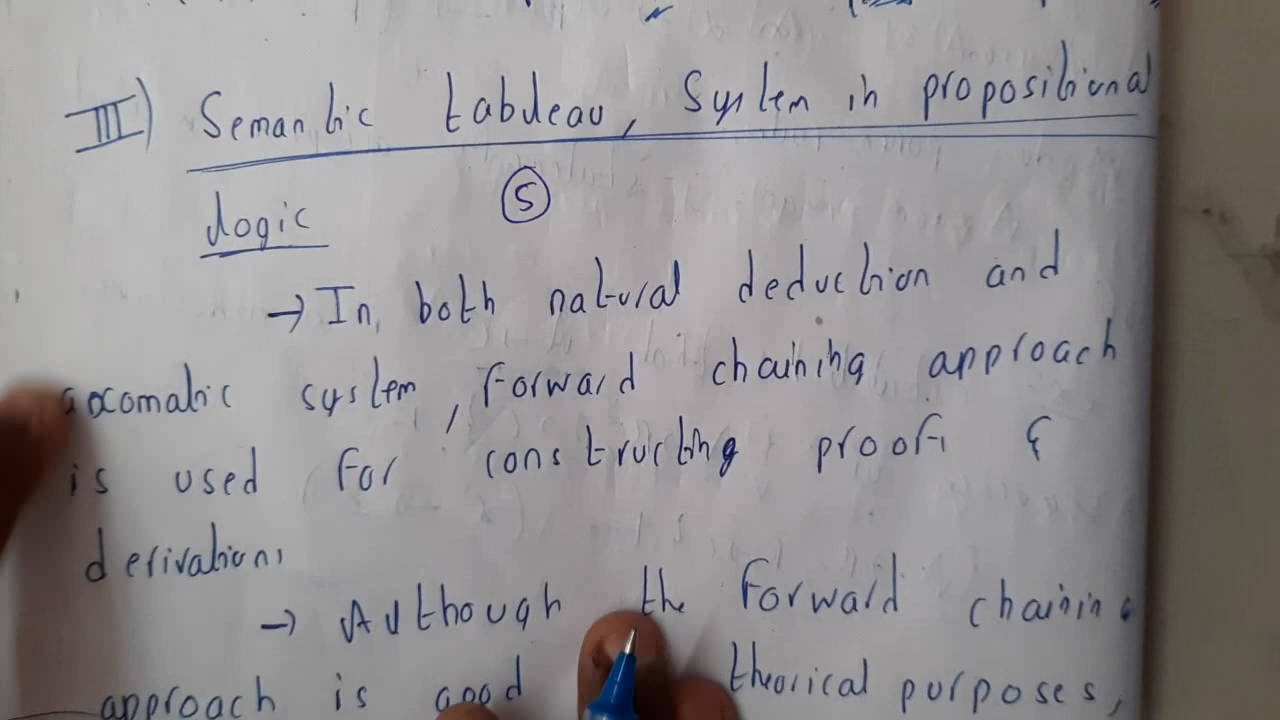 III) Semantic tableau, System in propositional
logic
5
→ In both natural deduction and
axomatic system, forward chaining approach
is used for constructing proofs &
derivations
→ Although the forward chaining
approach is good theorical purposes,